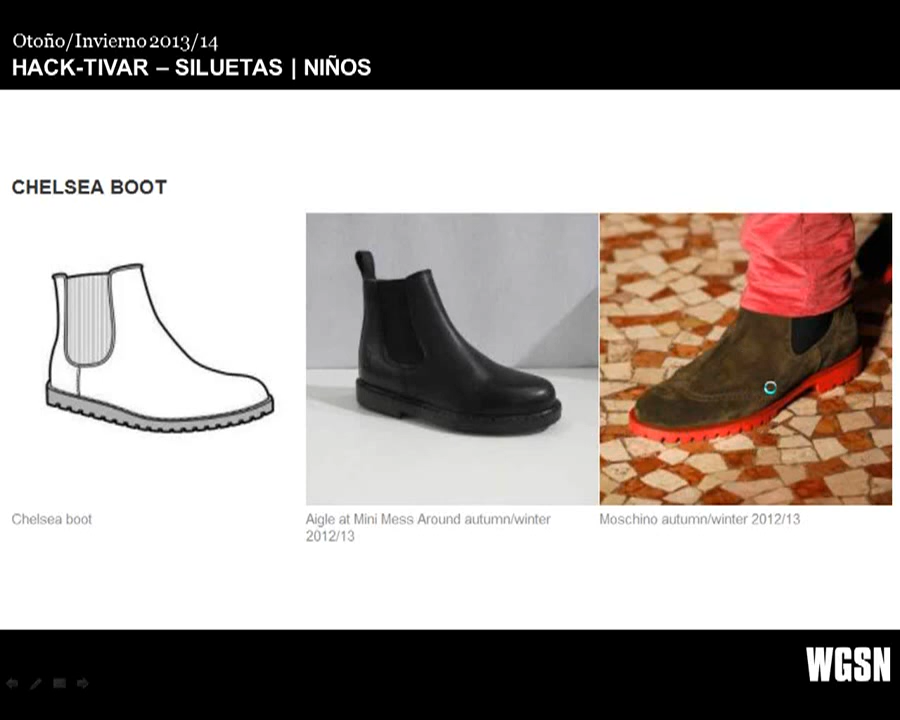 Otoño/Invierno 2013/14
HACK-TIVAR – SILUETAS | NIÑOS
CHELSEA BOOT
Chelsea boot
Aigle at Mini Mess Around autumn/winter
2012/13
Moschino autumn/winter 2012/13
WGSN